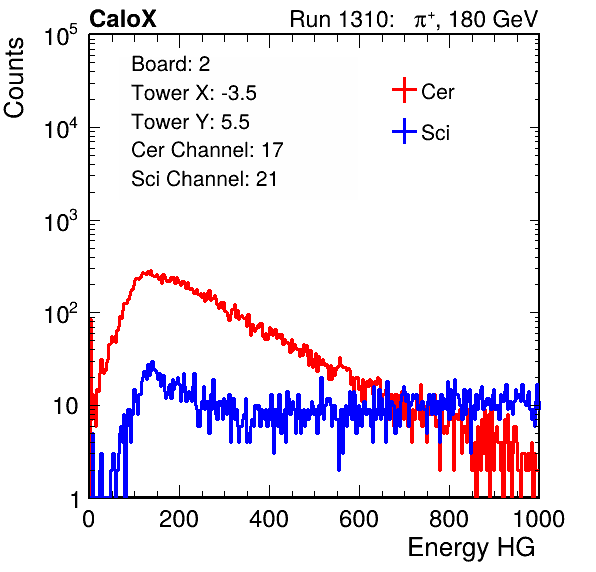 CaloX Run 1310: π⁺, 180 GeV
Counts
10⁵
10⁴
10³
10²
10
1
Board: 2
Tower X: -3.5
Tower Y: 5.5
Cer Channel: 17
Sci Channel: 21
Cer
Sci
0 200 400 600 800 1000
Energy HG